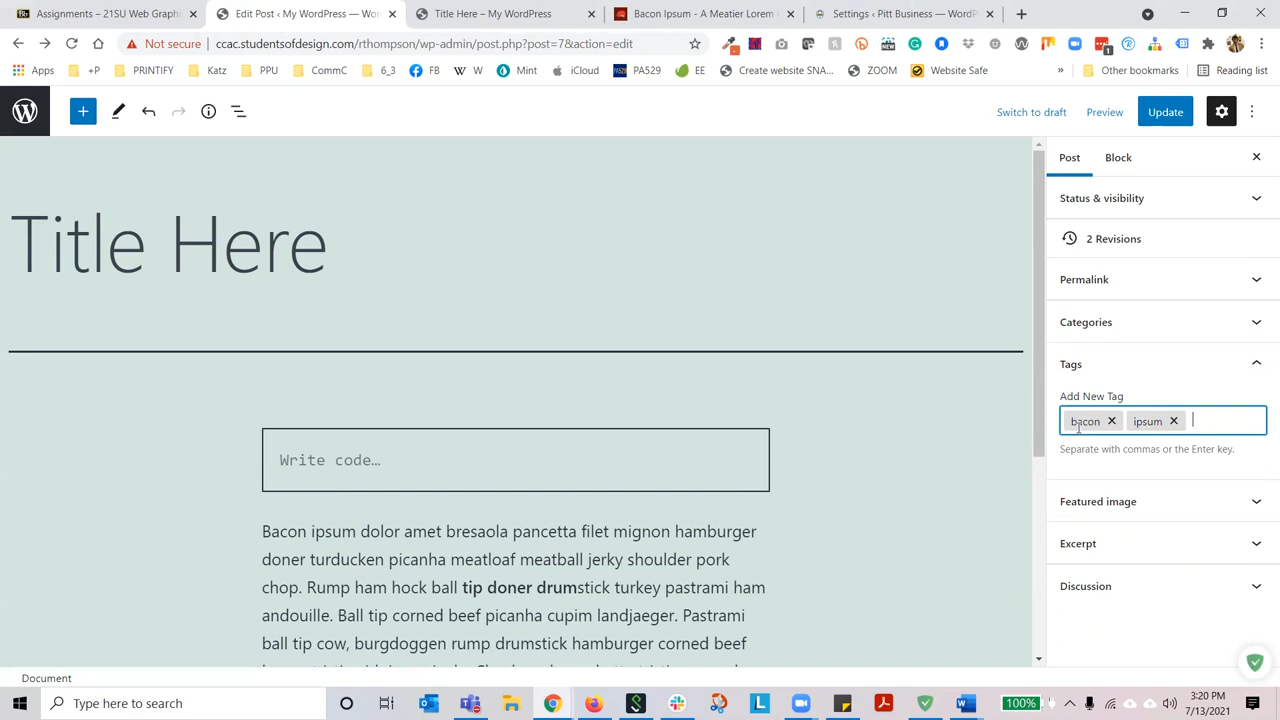 Assignments – 21SU Web Graphi
Edit Post ‹ My WordPress — Wor
Title Here – My WordPress
Bacon Ipsum - A Meatier Lorem I
Settings ‹ Pitt Business — WordP
Not secure | ccac.studentsofdesign.com/rthompson/wp-admin/post.php?post=7&action=edit
Apps +P PRINTIFY Katz PPU CommC 6_3 FB W Mint iCloud PA529 EE Create website SNA... ZOOM Website Safe » Other bookmarks Reading list
Switch to draft Preview Update
Post Block
Status & visibility
2 Revisions
Permalink
Categories
Tags
Add New Tag
bacon ipsum
Separate with commas or the Enter key.
Featured image
Excerpt
Discussion
Title Here
Write code…
Bacon ipsum dolor amet bresaola pancetta filet mignon hamburger
doner turducken picanha meatloaf meatball jerky shoulder pork
chop. Rump ham hock ball tip doner drumstick turkey pastrami ham
andouille. Ball tip corned beef picanha cupim landjaeger. Pastrami
ball tip cow, burgdoggen rump drumstick hamburger corned beef
Document
Type here to search
100%
3:20 PM
7/13/2021